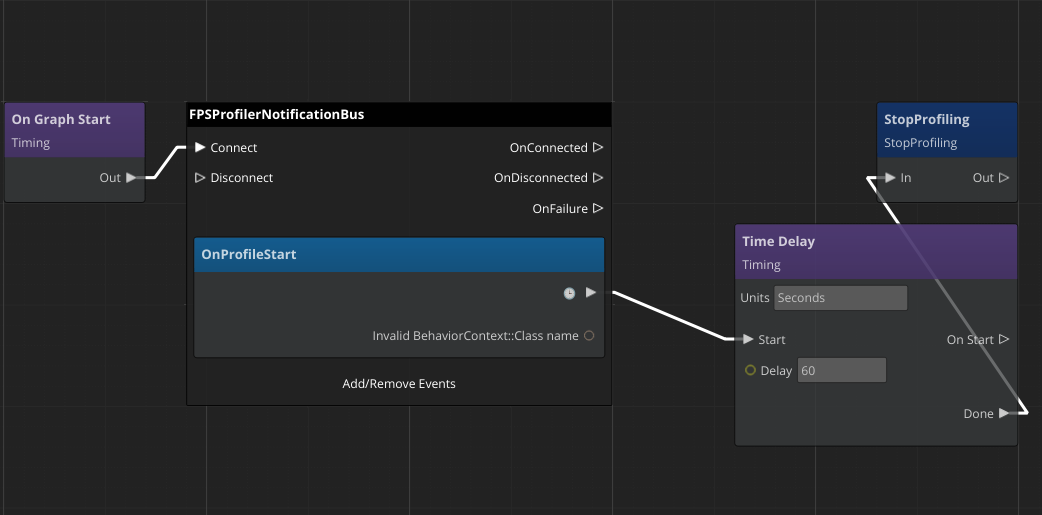 On Graph Start
Timing
Out
FPSProfilerNotificationBus
Connect
OnConnected
Disconnect
OnDisconnected
OnFailure
OnProfileStart
Invalid BehaviorContext::Class name
Add/Remove Events
StopProfiling
StopProfiling
In
Out
Time Delay
Timing
Units
Seconds
Start
On Start
Delay
60
Done